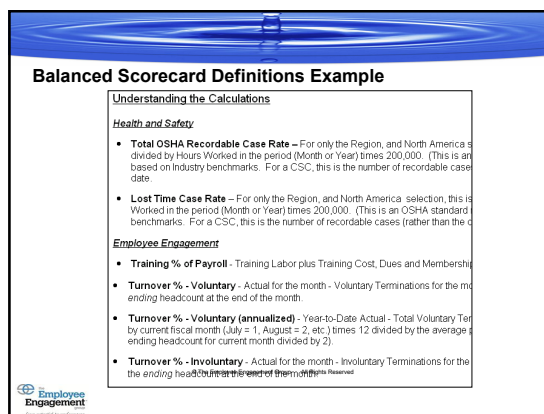 Balanced Scorecard Definitions Example
Understanding the Calculations
Health and Safety
• Total OSHA Recordable Case Rate – For only the Region, and North America s
divided by Hours Worked in the period (Month or Year) times 200,000. (This is an
based on Industry benchmarks. For a CSC, this is the number of recordable case
date.
• Lost Time Case Rate – For only the Region, and North America selection, this is
Worked in the period (Month or Year) times 200,000. (This is an OSHA standard
benchmarks. For a CSC, this is the number of recordable cases (rather than the
Employee Engagement
• Training % of Payroll - Training Labor plus Training Cost, Dues and Membership
• Turnover % - Voluntary - Actual for the month - Voluntary Terminations for the mo
ending headcount at the end of the month.
• Turnover % - Voluntary (annualized) - Year-to-Date Actual - Total Voluntary Ter
by current fiscal month (July = 1, August = 2, etc.) times 12 divided by the average
ending headcount for current month divided by 2).
• Turnover % - Involuntary - Actual for the month - Involuntary Terminations for the
the ending headcount at the end of the month.
© The Employee Engagement Group All Rights Reserved
the
Employee
Engagement
group